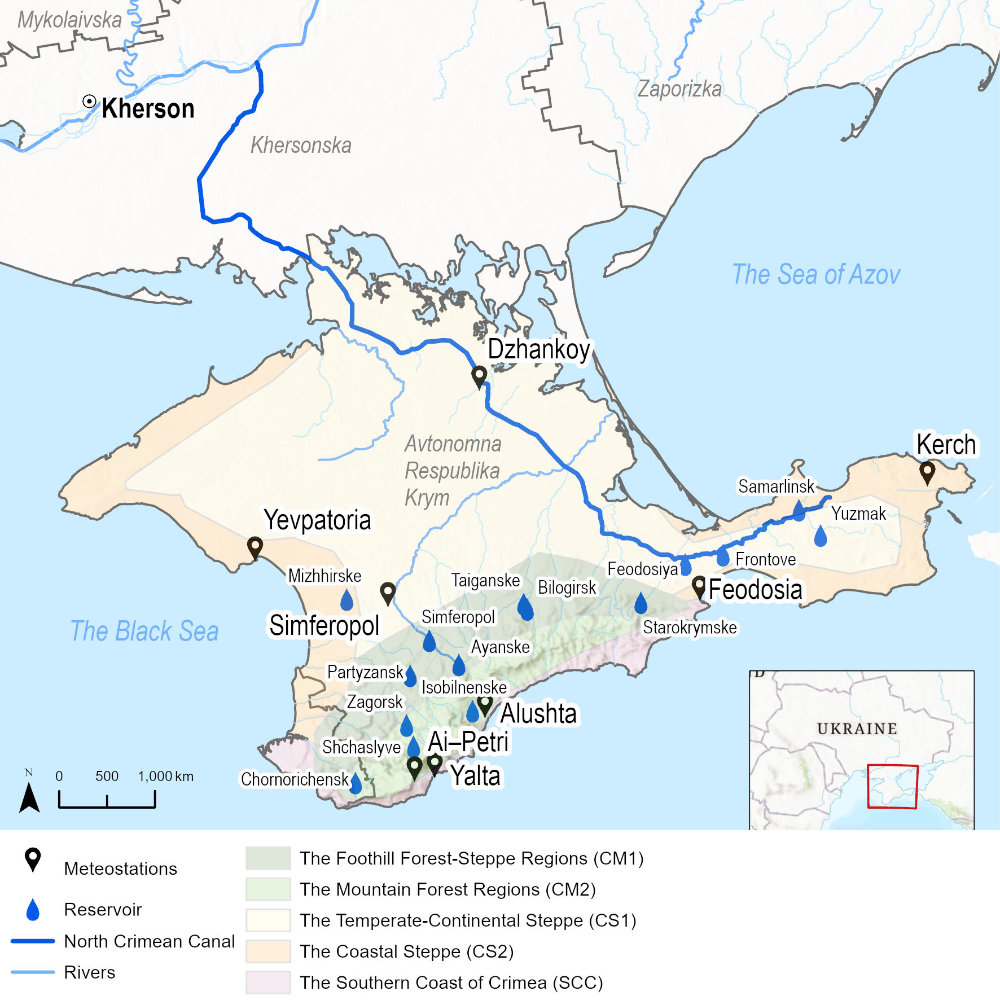 Mykolaivska
Zaporizka
Kherson
Khersonska
The Sea of Azov
Dzhankoy
Avtonomna
Respublika
Krym
Kerch
Samarlinsk
Yuzmak
Yevpatoria
Mizhhirske
Frontove
Feodosiya
Taiganske
Bilogirsk
Feodosia
Simferopol
Simferopol
The Black Sea
Starokrymske
Ayanske
Partyzansk
Isobilnenske
Zagorsk
Alushta
Ai–Petri
Shchaslyve
Yalta
Chornorichensk
N
0 500 1,000 km
D
UKRAINE
Meteostations
Reservoir
North Crimean Canal
Rivers
The Foothill Forest-Steppe Regions (CM1)
The Mountain Forest Regions (CM2)
The Temperate-Continental Steppe (CS1)
The Coastal Steppe (CS2)
The Southern Coast of Crimea (SCC)